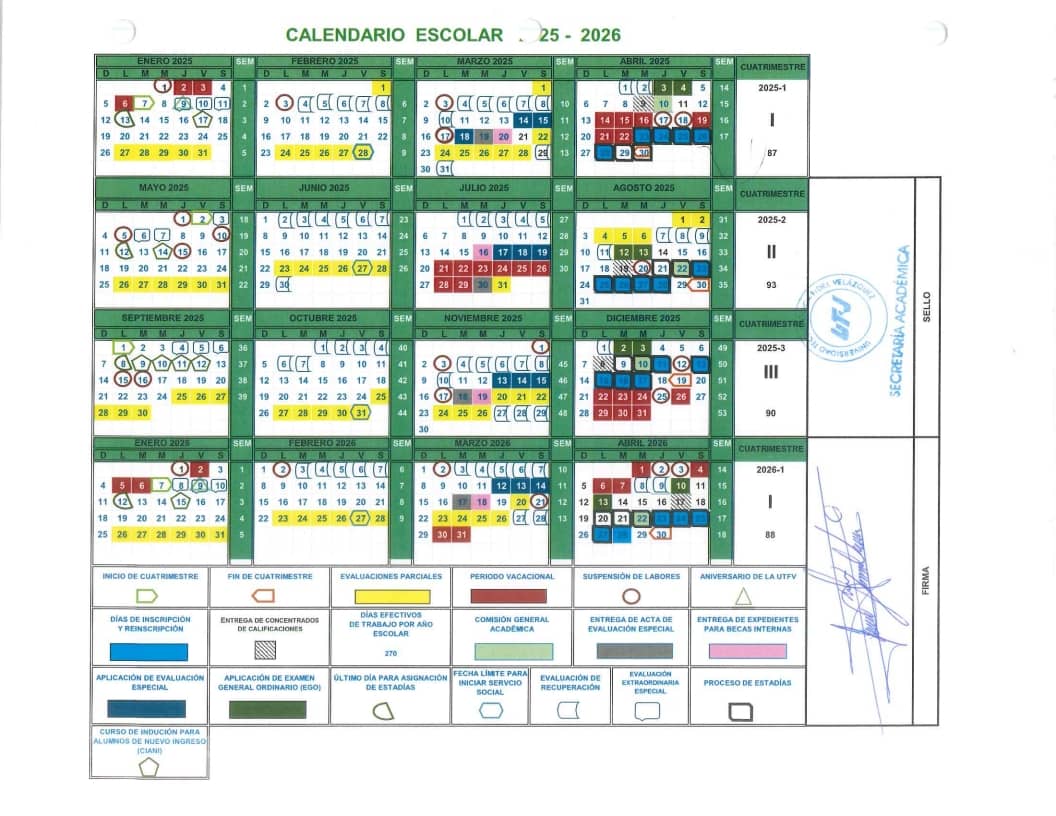 CALENDARIO ESCOLAR 25 - 2026
ENERO 2025 SEM FEBRERO 2025 SEM MARZO 2025 SEM ABRIL 2025 SEM CUATRIMESTRE
D L M M J V S D L M M J V S D L M M J V S D L M M J V S
1 2 3 4 1 1 1 1 2 3 4 5 14 2025-1
5 6 7 8 9 10 11 2 2 3 4 5 6 7 8 6 2 3 4 5 6 7 8 10 6 7 8 9 10 11 12 15
12 13 14 15 16 17 18 3 9 10 11 12 13 14 15 7 9 10 11 12 13 14 15 11 13 14 15 16 17 18 19 16 I
19 20 21 22 23 24 25 4 16 17 18 19 20 21 22 8 16 17 18 19 20 21 22 12 20 21 22 17
26 27 28 29 30 31 5 23 24 25 26 27 28 9 23 24 25 26 27 28 29 13 27 29 30 87
30 31
MAYO 2025 SEM JUNIO 2025 SEM JULIO 2025 SEM AGOSTO 2025 SEM CUATRIMESTRE
D L M M J V S D L M M J V S D L M M J V S D L M M J V S
1 2 3 18 1 2 3 4 5 6 7 23 1 2 3 4 5 27 1 2 31 2025-2
4 5 6 7 8 9 10 19 8 9 10 11 12 13 14 24 6 7 8 9 10 11 12 28 3 4 5 6 7 8 9 32
11 12 13 14 15 16 17 20 15 16 17 18 19 20 21 25 13 14 15 16 17 18 19 29 10 11 12 13 14 15 16 33 II
18 19 20 21 22 23 24 21 22 23 24 25 26 27 28 26 20 21 22 23 24 25 26 30 17 18 19 20 21 22 34
25 26 27 28 29 30 31 22 29 30 27 28 29 30 31 24 29 30 35 93
31
SEPTIEMBRE 2025 SEM OCTUBRE 2025 SEM NOVIEMBRE 2025 SEM DICIEMBRE 2025 SEM CUATRIMESTRE
D L M M J V S D L M M J V S D L M M J V S D L M M J V S
1 2 3 4 5 6 36 1 2 3 4 40 1 1 2 3 4 5 6 49 2025-3
7 8 9 10 11 12 13 37 5 6 7 8 9 10 11 41 2 3 4 5 6 7 8 45 7 8 9 10 12 50
14 15 16 17 18 19 20 38 12 13 14 15 16 17 18 42 9 10 11 12 13 14 15 46 14 18 19 20 51 III
21 22 23 24 25 26 27 39 19 20 21 22 23 24 25 43 16 17 18 19 20 21 22 47 21 22 23 24 25 26 27 52
28 29 30 26 27 28 29 30 31 44 23 24 25 26 27 28 29 48 28 29 30 31 53 90
30
ENERO 2026 SEM FEBRERO 2026 SEM MARZO 2026 SEM ABRIL 2026 SEM CUATRIMESTRE
D L M M J V S D L M M J V S D L M M J V S D L M M J V S
1 2 3 1 1 2 3 4 5 6 7 6 1 2 3 4 5 6 7 10 1 2 3 4 14 2026-1
4 5 6 7 8 9 10 2 8 9 10 11 12 13 14 7 8 9 10 11 12 13 14 11 5 6 7 8 9 10 11 15
11 12 13 14 15 16 17 3 15 16 17 18 19 20 21 8 15 16 17 18 19 20 21 12 12 13 14 15 16 17 18 16 I
18 19 20 21 22 23 24 4 22 23 24 25 26 27 28 9 22 23 24 25 26 27 28 13 19 20 21 22 17
25 26 27 28 29 30 31 5 29 30 31 26 29 30 18 88
SELLO
SECRETARÍA ACADÉMICA
FIRMA
INICIO DE CUATRIMESTRE
FIN DE CUATRIMESTRE
EVALUACIONES PARCIALES
PERIODO VACACIONAL
SUSPENSIÓN DE LABORES
ANIVERSARIO DE LA UTFV
DÍAS DE INSCRIPCIÓN
Y REINSCRIPCIÓN
ENTREGA DE CONCENTRADOS
DE CALIFICACIONES
DÍAS EFECTIVOS
DE TRABAJO POR AÑO
ESCOLAR
270
COMISIÓN GENERAL
ACADÉMICA
ENTREGA DE ACTA DE
EVALUACIÓN ESPECIAL
ENTREGA DE EXPEDIENTES
PARA BECAS INTERNAS
APLICACIÓN DE EVALUACIÓN
ESPECIAL
APLICACIÓN DE EXAMEN
GENERAL ORDINARIO (EGO)
ÚLTIMO DÍA PARA ASIGNACIÓN
DE ESTADÍAS
FECHA LÍMITE PARA
INICIAR SERVCIO
SOCIAL
EVALUACIÓN DE
RECUPERACIÓN
EVALUACIÓN
EXTRAORDINARIA
ESPECIAL
PROCESO DE ESTADÍAS
CURSO DE INDUCIÓN PARA
ALUMNOS DE NUEVO INGRESO
(CIANI)